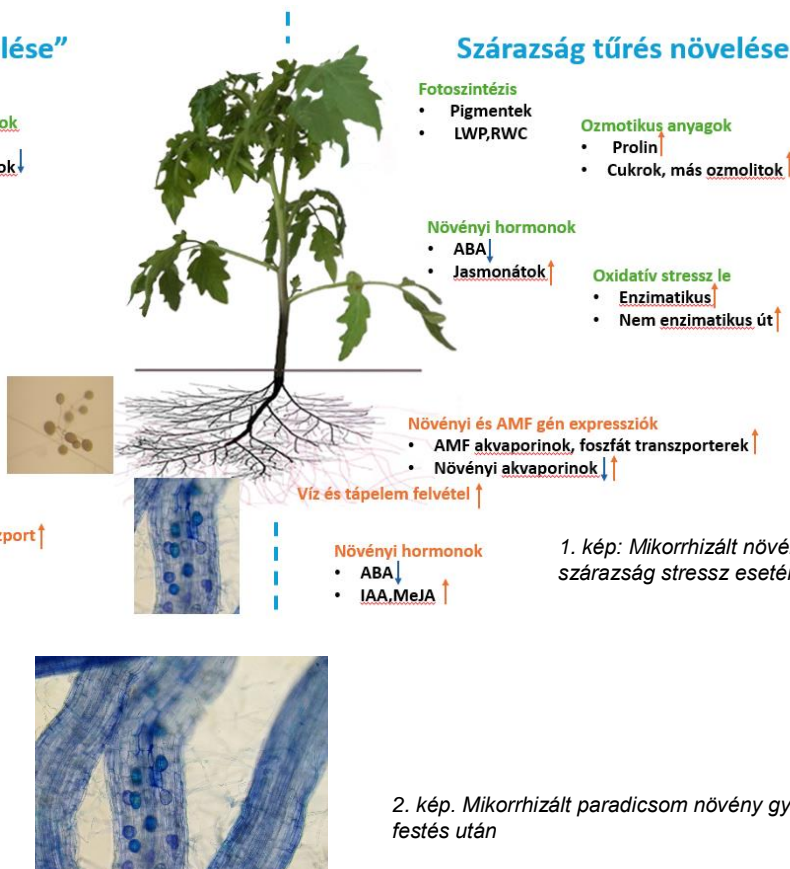 lése”
Szárazság tűrés növelése
ok
ok↓
Fotoszintézis
• Pigmentek
• LWP,RWC
Ozmotikus anyagok
• Prolin↑
• Cukrok, más ozmolitok↑
Növényi hormonok
• ABA↓
• Jasmonátok↑
Oxidatív stressz le
• Enzimatikus↑
• Nem enzimatikus út↑
Növényi és AMF gén expressziók
• AMF akvaporinok, foszfát transzporterek↑
• Növényi akvaporinok↓↑
Víz és tápelem felvétel↑
zport↑
Növényi hormonok
• ABA↓
• IAA,MeJA ↑
1. kép: Mikorrhizált növé
szárazság stressz eseté
2. kép. Mikorrhizált paradicsom növény gy
festés után